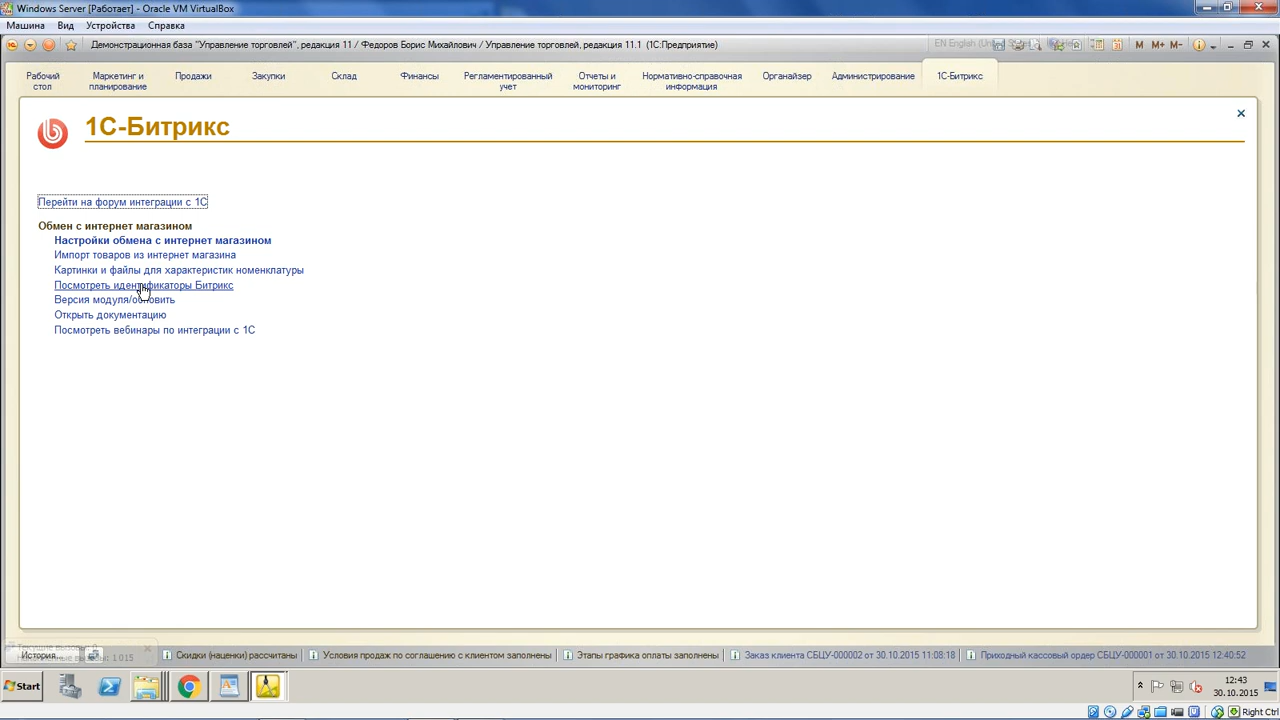 Windows Server [Работает] - Oracle VM VirtualBox
Машина Вид Устройства Справка
Демонстрационная база "Управление торговлей", редакция 11 / Федоров Борис Михайлович / Управление торговлей, редакция 11.1 (1С:Предприятие)
M M+ M-
Рабочий стол
Маркетинг и планирование
Продажи
Закупки
Склад
Финансы
Регламентированный учет
Отчеты и мониторинг
Нормативно-справочная информация
Органайзер
Администрирование
1С-Битрикс
1С-Битрикс
Перейти на форум интеграции с 1С
Обмен с интернет магазином
Настройки обмена с интернет магазином
Импорт товаров из интернет магазина
Картинки и файлы для характеристик номенклатуры
Посмотреть идентификаторы Битрикс
Версия модуля/обновить
Открыть документацию
Посмотреть вебинары по интеграции с 1С
История...
Скидки (наценки) рассчитаны
Условия продаж по соглашению с клиентом заполнены
Этапы графика оплаты заполнены
Заказ клиента СБЦУ-000002 от 30.10.2015 11:08:18
Приходный кассовый ордер СБЦУ-000001 от 30.10.2015 12:40:52
Start
12:43
30.10.2015
Right Ctrl